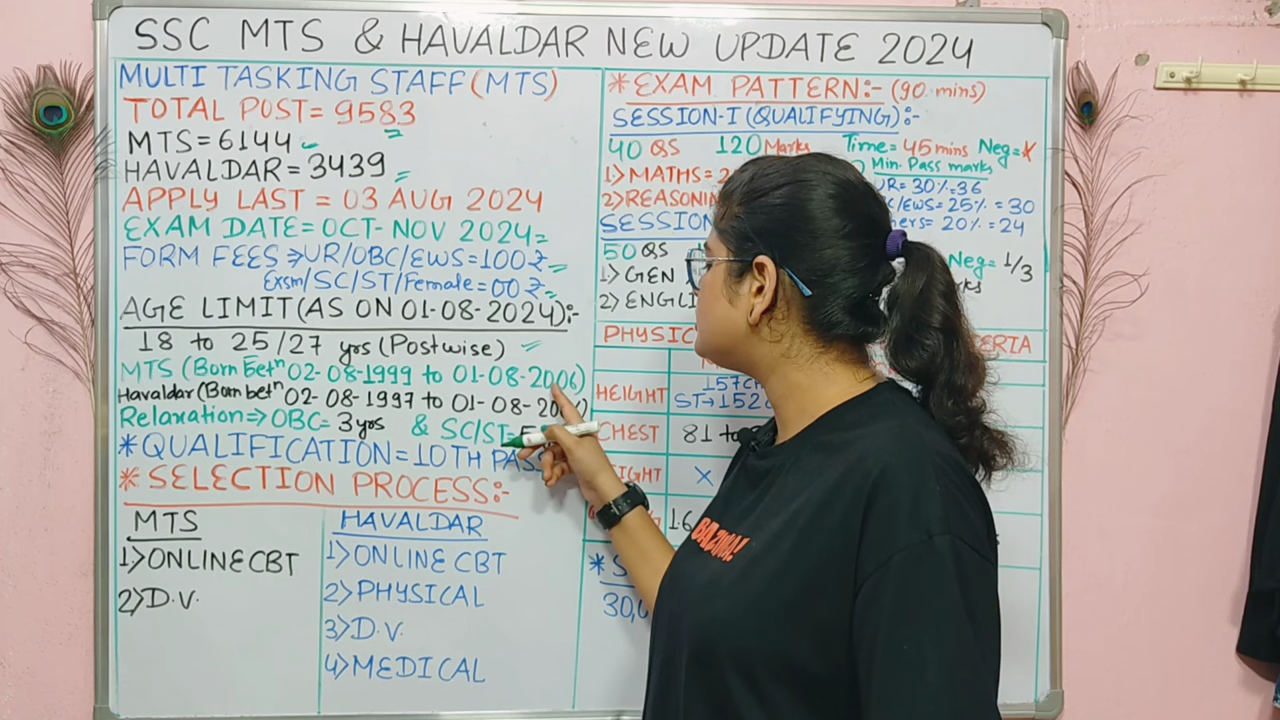 SSC MTS & HAVALDAR NEW UPDATE 2024
MULTI TASKING STAFF (MTS)
TOTAL POST = 9583
MTS = 6144
HAVALDAR = 3439
APPLY LAST = 03 AUG 2024
EXAM DATE = OCT-NOV 2024
FORM FEES ⇒ UR/OBC/EWS = 100₹
Exsm/SC/ST/Female = 00₹
AGE LIMIT (AS ON 01-08-2024):-
18 to 25/27 yrs (Postwise)
MTS (Born betⁿ 02-08-1999 to 01-08-2006)
Havaldar (Born betⁿ 02-08-1997 to 01-08-
Relaxation ⇒ OBC = 3yrs & SC/ST =
* QUALIFICATION = 10TH PASS
* SELECTION PROCESS:-
MTS
1> ONLINE CBT
2> D.V.
HAVALDAR
1> ONLINE CBT
2> PHYSICAL
3> D.V.
4> MEDICAL
* EXAM PATTERN:- (90 mins)
SESSION-I (QUALIFYING):-
40 QS 120 Marks Time = 45 mins Neg = X
1> MATHS = Min. Pass marks
UR = 30% = 36
2> REASONIN /EWS = 25% = 30
SESSION = 20% = 24
50 QS Neg = 1/3
1> GEN
2> ENGLI
PHYSIC ERIA
HEIGHT 157C
ST → 152
CHEST 81 to
X
1.6
* S
30,0
BAZINGA!